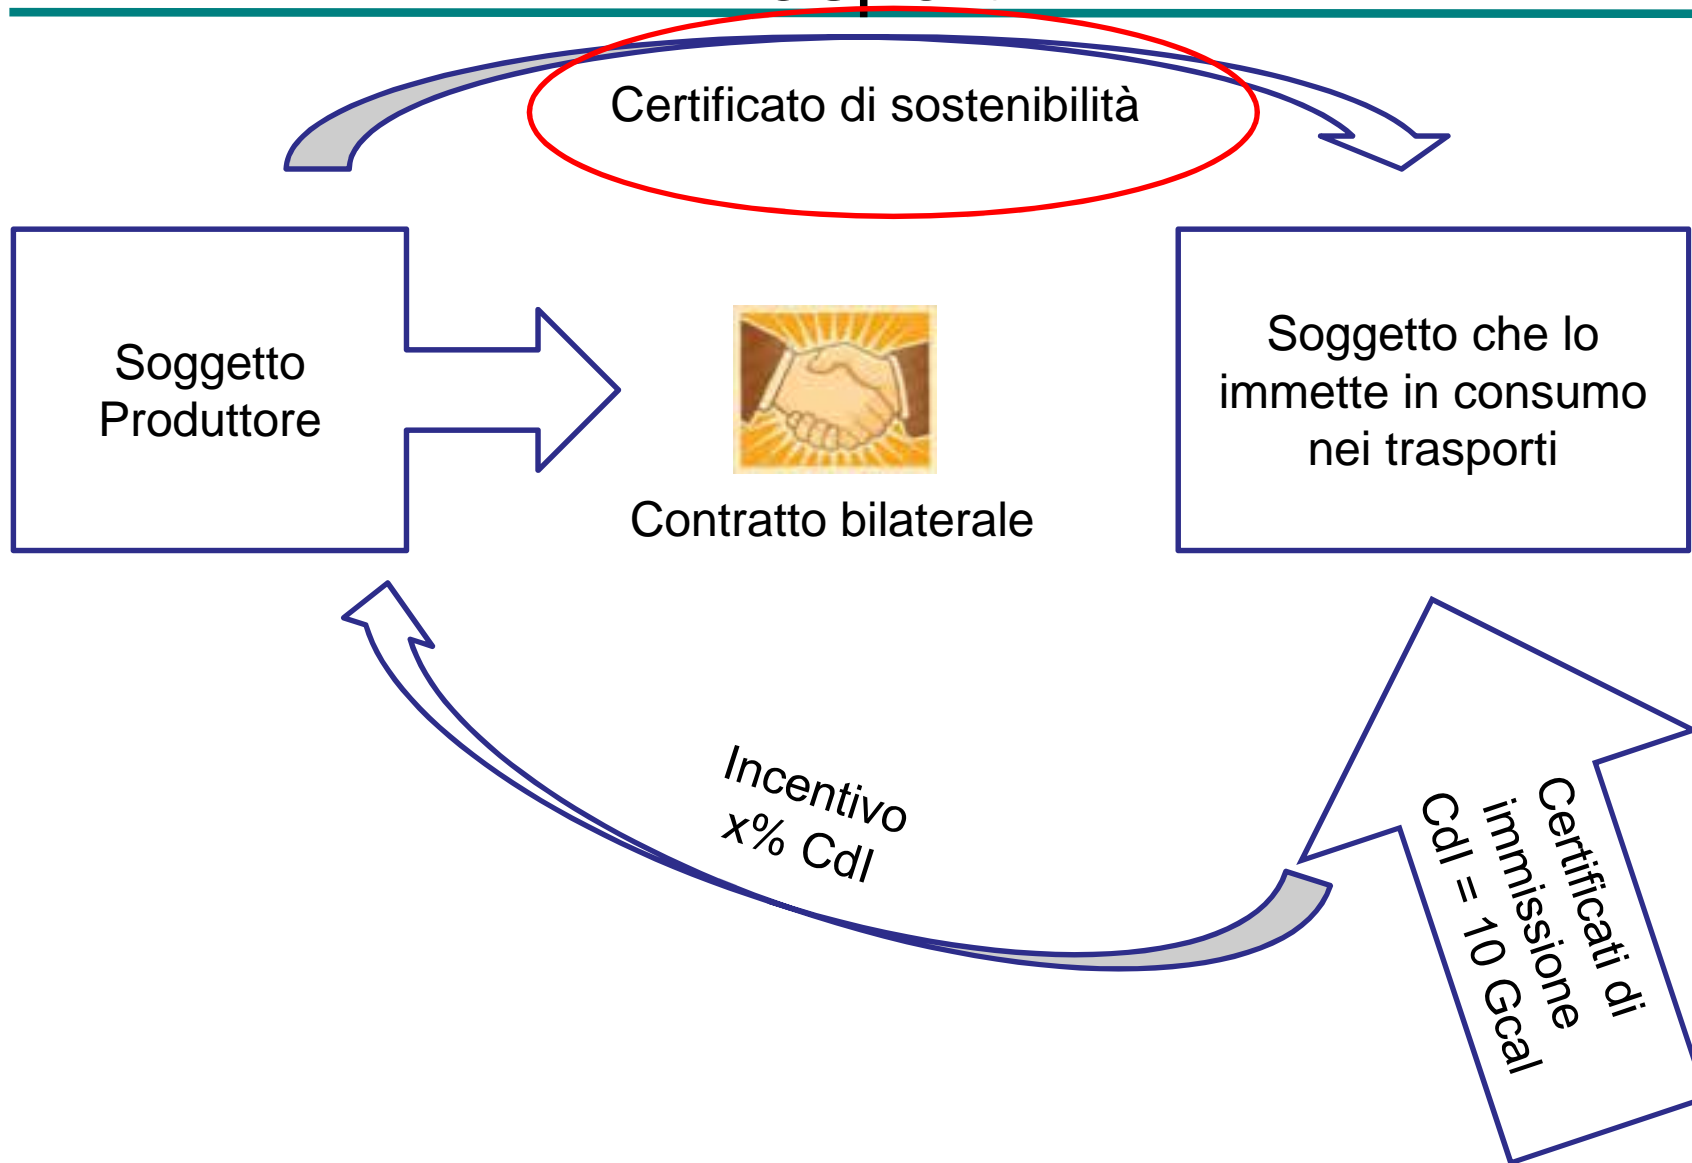 Certificato di sostenibilità
Soggetto
Produttore
Contratto bilaterale
Soggetto che lo
immette in consumo
nei trasporti
Incentivo
x% CdI
Certificati di
immissione
CdI = 10 Gcal